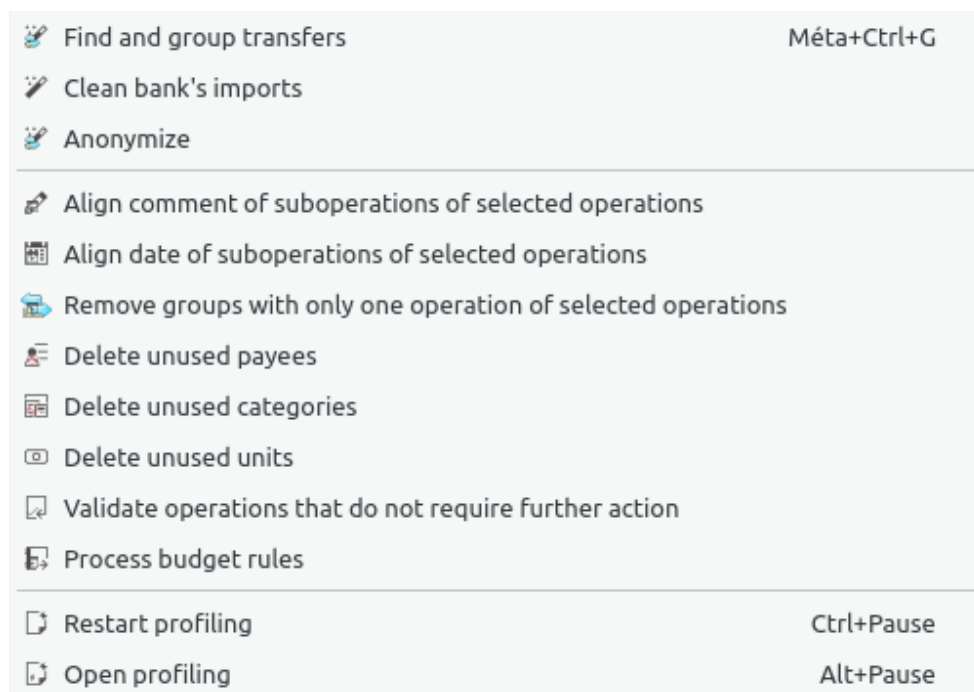 Find and group transfers Méta+Ctrl+G
Clean bank's imports
Anonymize
Align comment of suboperations of selected operations
Align date of suboperations of selected operations
Remove groups with only one operation of selected operations
Delete unused payees
Delete unused categories
Delete unused units
Validate operations that do not require further action
Process budget rules
Restart profiling Ctrl+Pause
Open profiling Alt+Pause